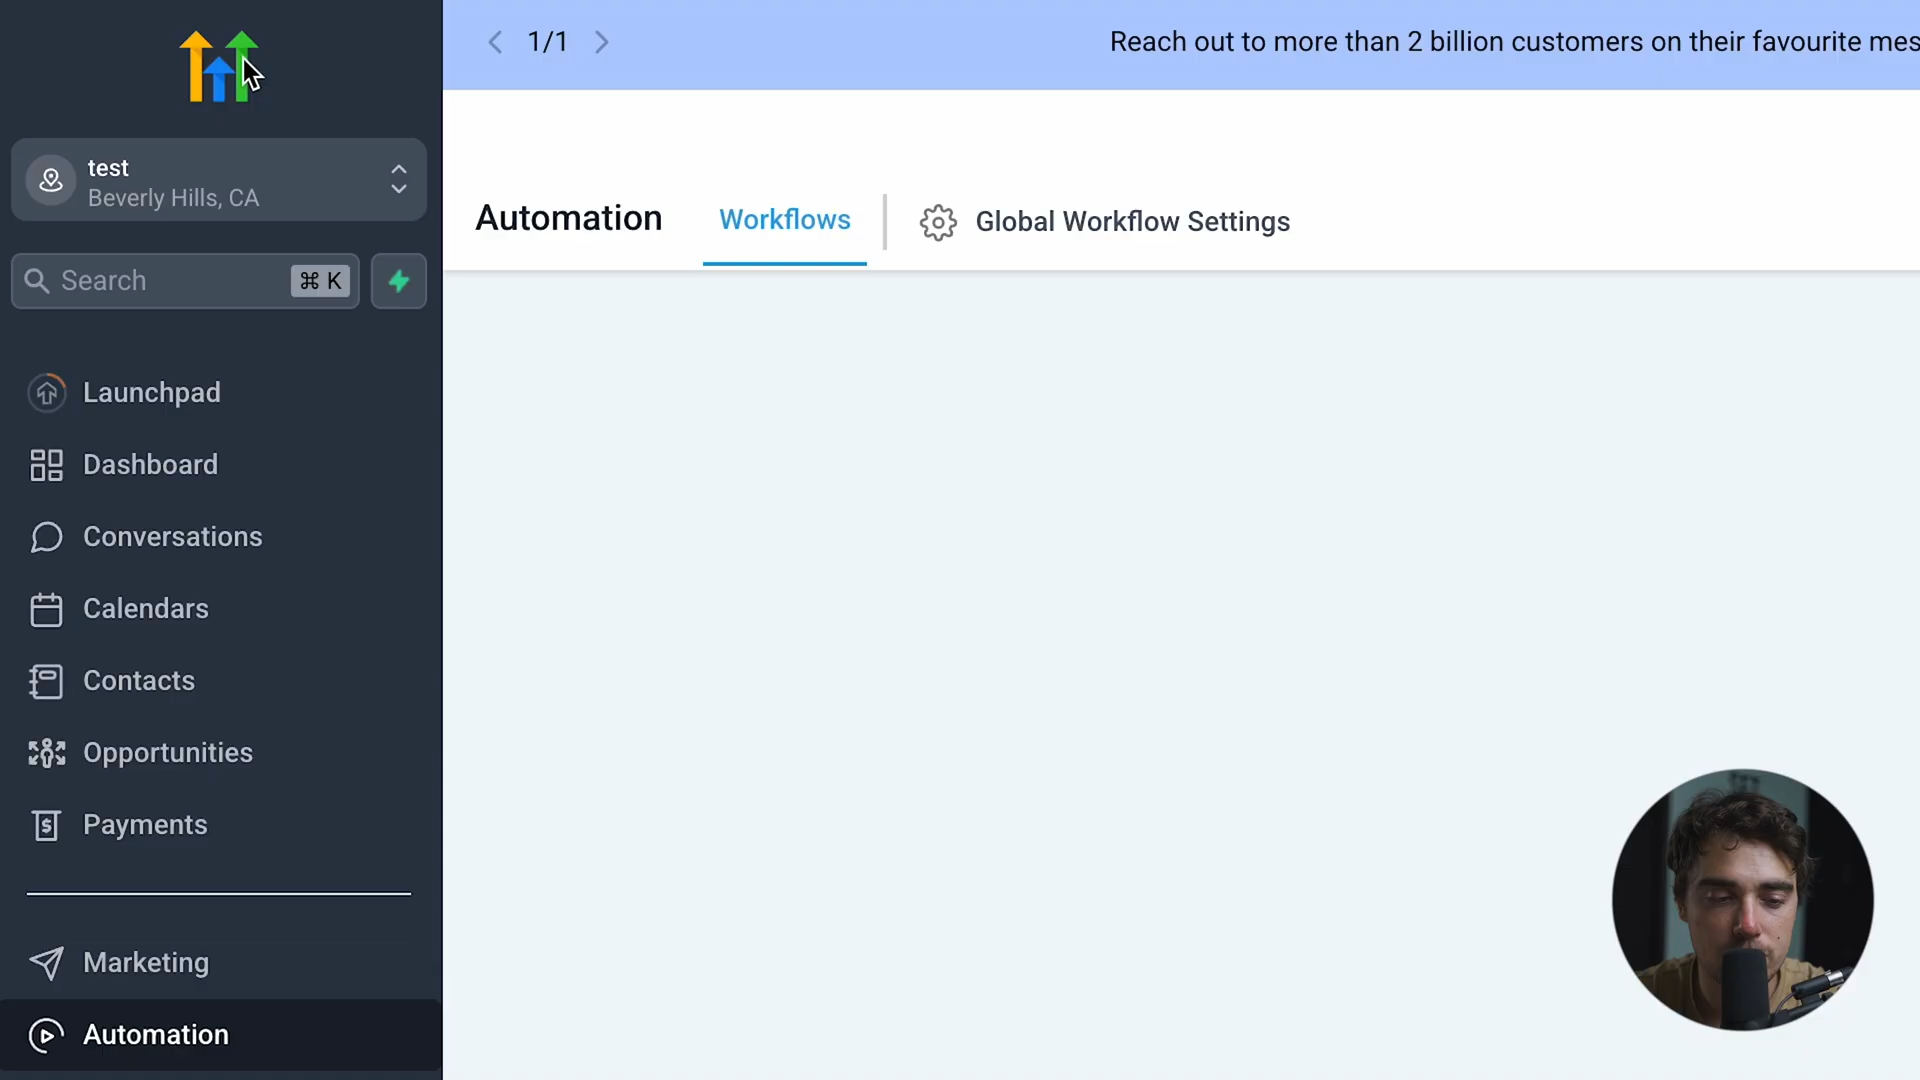 1/1
Reach out to more than 2 billion customers on their favourite mes
test
Beverly Hills, CA
Search
⌘ K
Automation
Workflows
Global Workflow Settings
Launchpad
Dashboard
Conversations
Calendars
Contacts
Opportunities
Payments
Marketing
Automation